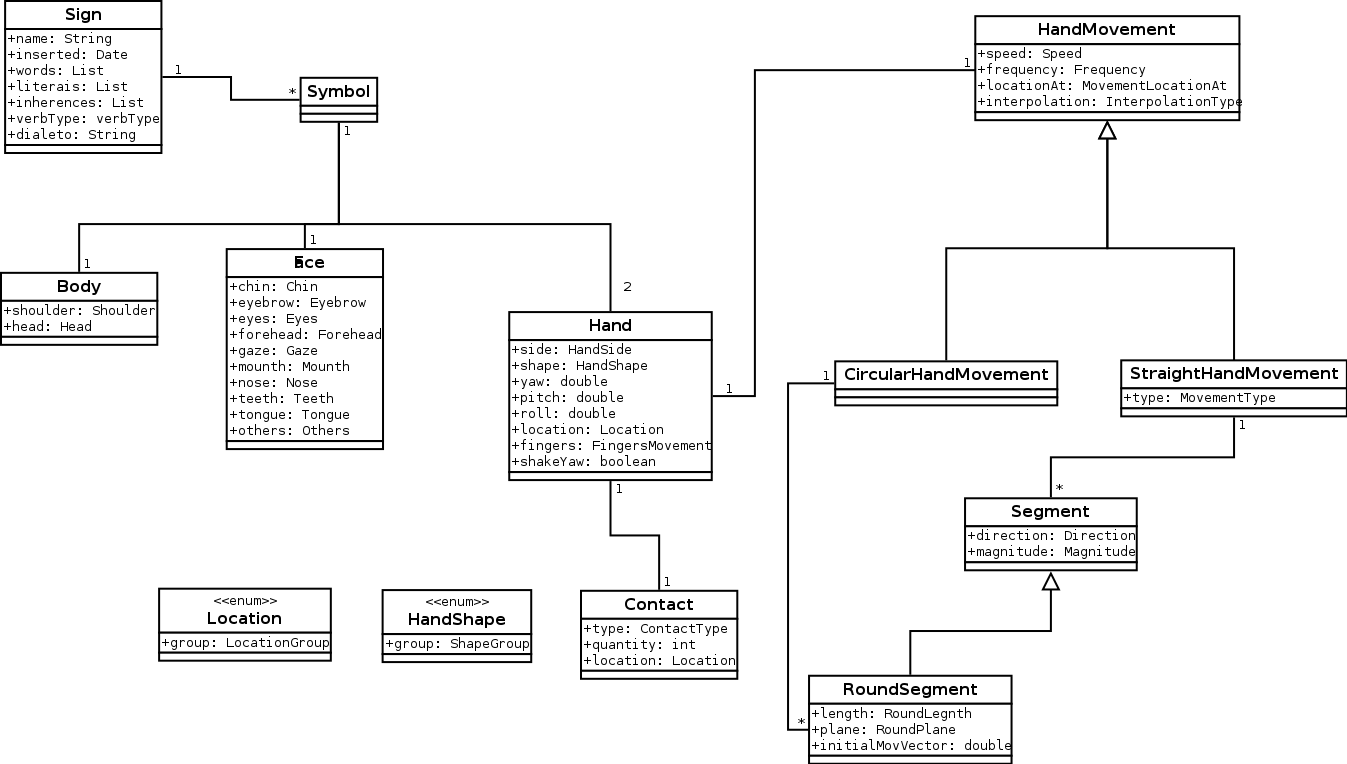 Sign
+name: String
+inserted: Date
+words: List
+literais: List
+inherences: List
+verbType: verbType
+dialeto: String
1
*
Symbol
1
HandMovement
+speed: Speed
+frequency: Frequency
+locationAt: MovementLocationAt
+interpolation: InterpolationType
1
1
Body
+shoulder: Shoulder
+head: Head
1
+chin: Chin
+eyebrow: Eyebrow
+eyes: Eyes
+forehead: Forehead
+gaze: Gaze
+mounth: Mounth
+nose: Nose
+teeth: Teeth
+tongue: Tongue
+others: Others
2
Hand
+side: HandSide
+shape: HandShape
+yaw: double
+pitch: double
+roll: double
+location: Location
+fingers: FingersMovement
+shakeYaw: boolean
1
1
1
CircularHandMovement
StraightHandMovement
+type: MovementType
1
*
Segment
+direction: Direction
+magnitude: Magnitude
<<enum>>
Location
+group: LocationGroup
<<enum>>
HandShape
+group: ShapeGroup
1
Contact
+type: ContactType
+quantity: int
+location: Location
*
RoundSegment
+length: RoundLegnth
+plane: RoundPlane
+initialMovVector: double